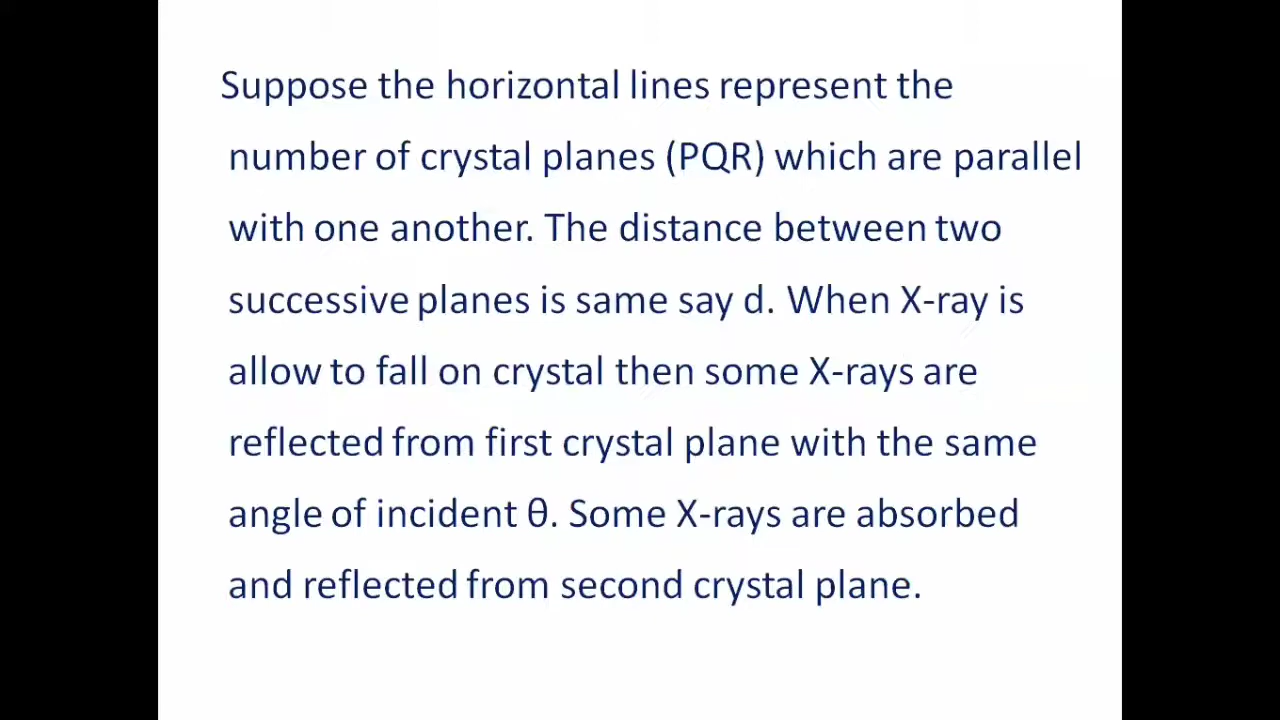 Suppose the horizontal lines represent the
number of crystal planes (PQR) which are parallel
with one another. The distance between two
successive planes is same say d. When X-ray is
allow to fall on crystal then some X-rays are
reflected from first crystal plane with the same
angle of incident θ. Some X-rays are absorbed
and reflected from second crystal plane.